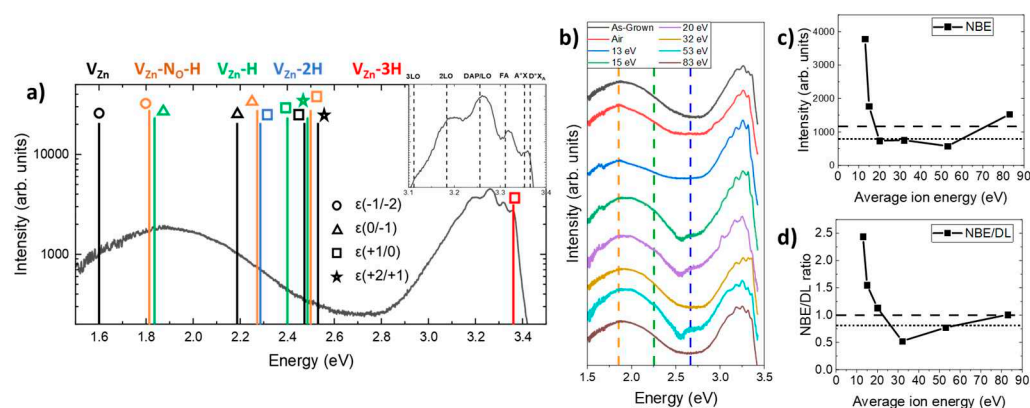 a)
V_Zn V_Zn-N_O-H V_Zn-H V_Zn-2H V_Zn-3H
3LO 2LO DAP/LO FA A°X D°X_A
3.1 3.2 3.3 3.4
ε(-1/-2)
ε(0/-1)
ε(+1/0)
ε(+2/+1)
10000
1000
Intensity (arb. units)
1.6 1.8 2.0 2.2 2.4 2.6 2.8 3.0 3.2 3.4
Energy (eV)
b)
As-Grown 20 eV
Air 32 eV
13 eV 53 eV
15 eV 83 eV
Intensity (arb. units)
1.5 2.0 2.5 3.0 3.5
Energy (eV)
c)
NBE
Intensity (arb. units)
4000
3000
2000
1000
0
0 10 20 30 40 50 60 70 80 90
Average ion energy (eV)
d)
NBE/DL
NBE/DL ratio
2.5
2.0
1.5
1.0
0.5
0.0
0 10 20 30 40 50 60 70 80 90
Average ion energy (eV)